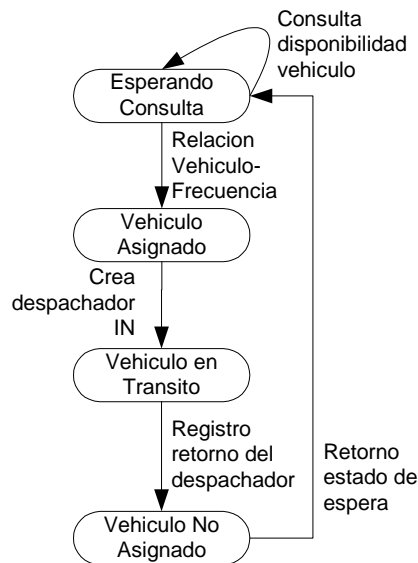 Consulta
disponibilidad
vehiculo
Esperando
Consulta
Relacion
Vehiculo-
Frecuencia
Vehiculo
Asignado
Crea
despachador
IN
Vehiculo en
Transito
Registro
retorno del
despachador
Retorno
estado de
espera
Vehiculo No
Asignado